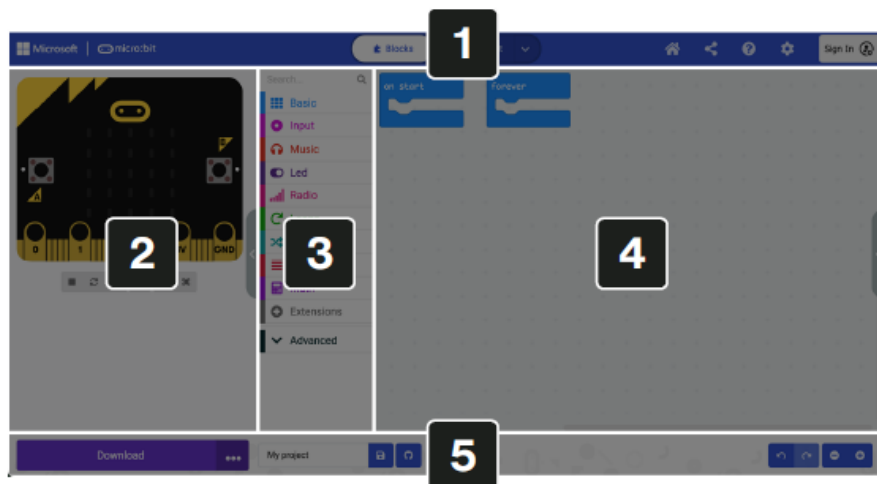 1
Microsoft micro:bit
Blocks
Sign In
2
A
B
0
1
GND
3
Search...
Basic
Input
Music
Led
Radio
Extensions
Advanced
4
on start
forever
5
Download
My project